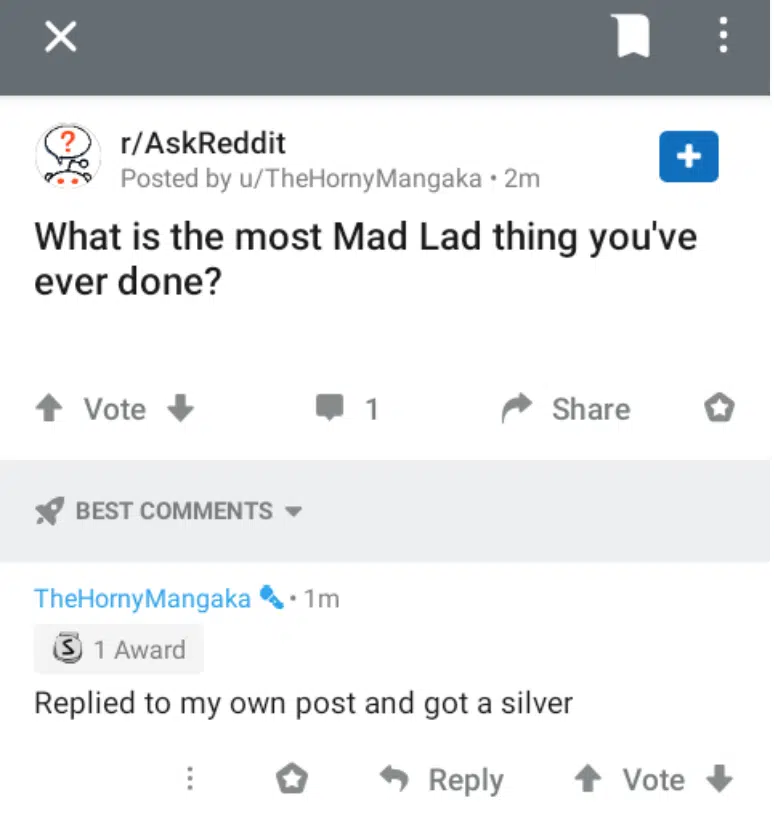 r/AskReddit
Posted by u/TheHornyMangaka • 2m
What is the most Mad Lad thing you've
ever done?
Vote 1 Share
BEST COMMENTS
TheHornyMangaka • 1m
S 1 Award
Replied to my own post and got a silver
Reply Vote